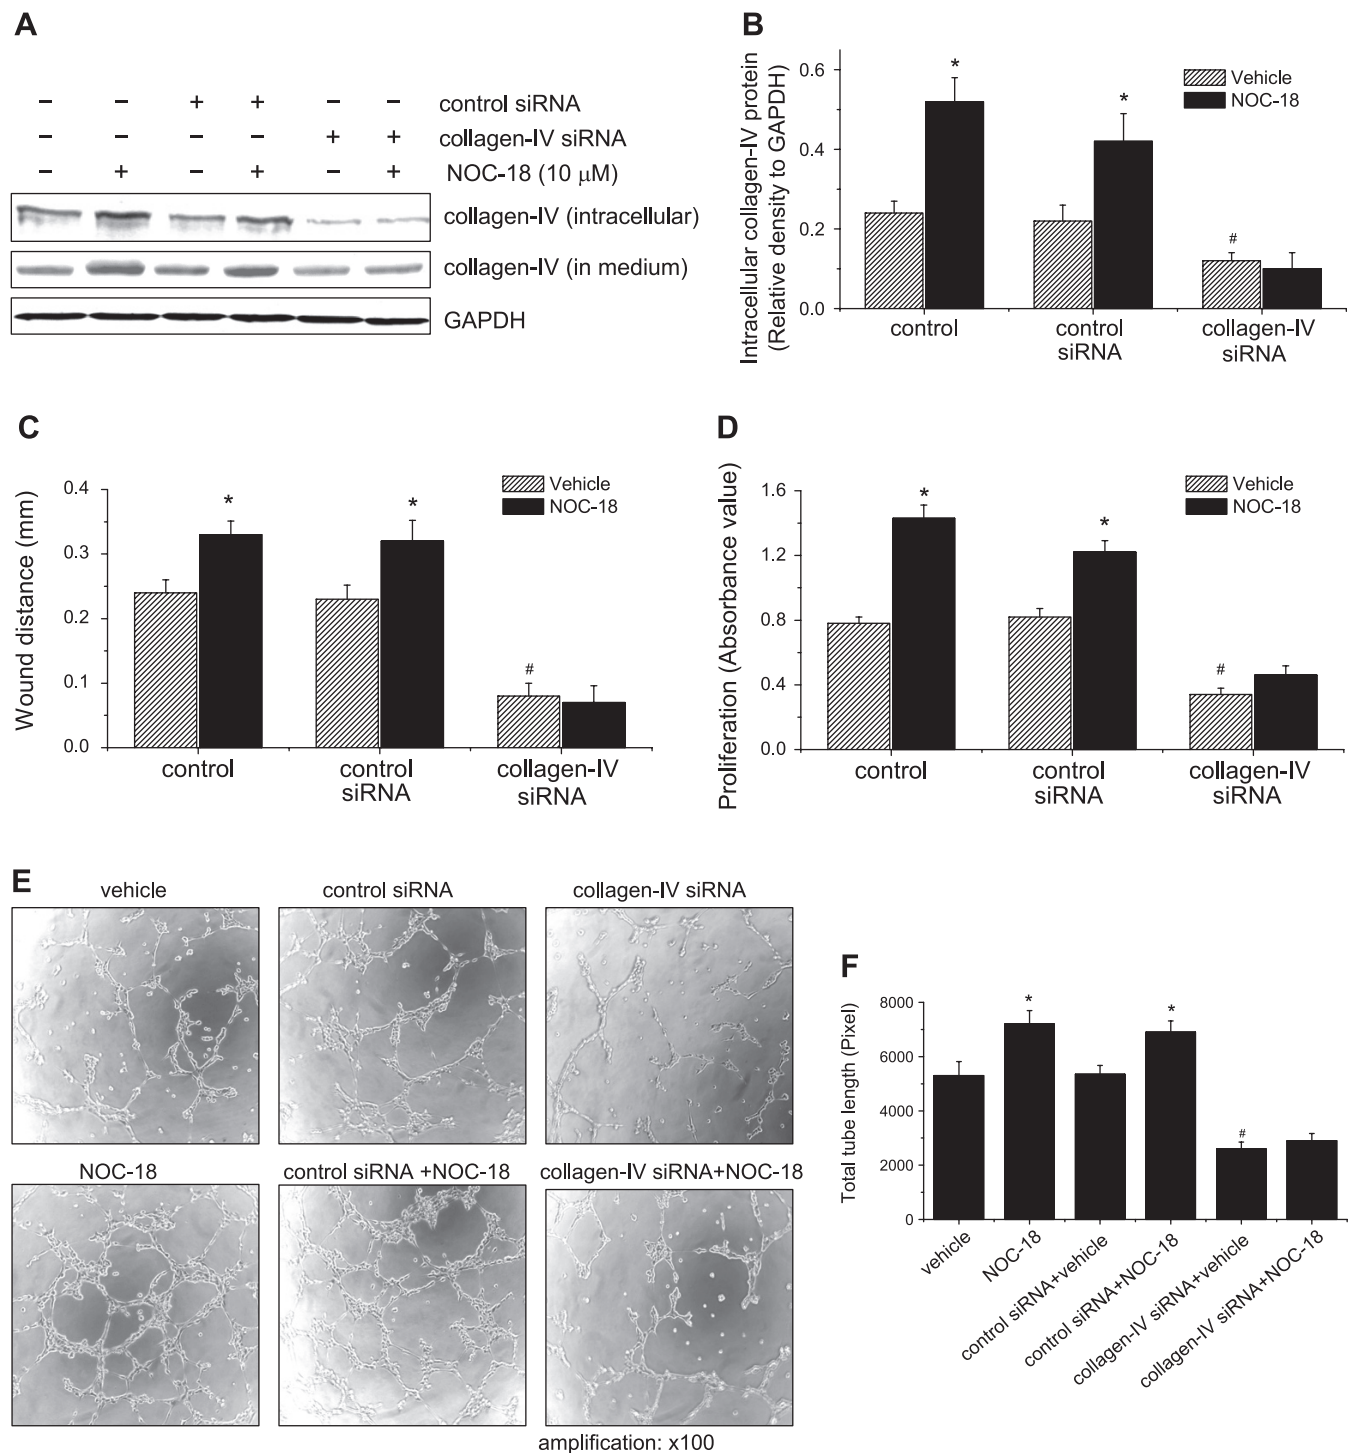 A
− − + + − − control siRNA
− − − − + + collagen-IV siRNA
− + − + − + NOC-18 (10 μM)
collagen-IV (intracellular)
collagen-IV (in medium)
GAPDH
B
Intracellular collagen-IV protein
(Relative density to GAPDH)
0.6
0.4
0.2
0.0
Vehicle
NOC-18
*
*
#
control
control
siRNA
collagen-IV
siRNA
C
Wound distance (mm)
0.4
0.3
0.2
0.1
0.0
Vehicle
NOC-18
*
*
#
control
control
siRNA
collagen-IV
siRNA
D
Proliferation (Absorbance value)
1.6
1.2
0.8
0.4
0.0
Vehicle
NOC-18
*
*
#
control
control
siRNA
collagen-IV
siRNA
E
vehicle
control siRNA
collagen-IV siRNA
NOC-18
control siRNA +NOC-18
collagen-IV siRNA+NOC-18
amplification: x100
F
Total tube length (Pixel)
8000
6000
4000
2000
0
*
*
#
vehicle
NOC-18
control siRNA+vehicle
control siRNA+NOC-18
collagen-IV siRNA+vehicle
collagen-IV siRNA+NOC-18